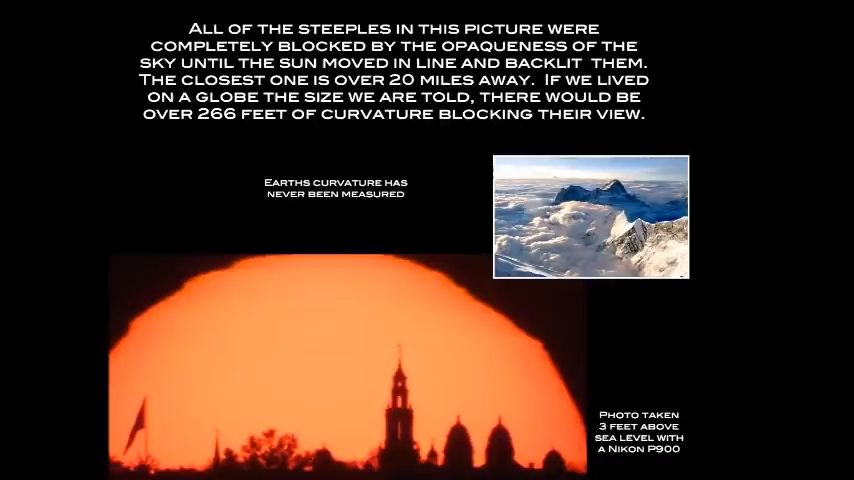 ALL OF THE STEEPLES IN THIS PICTURE WERE
COMPLETELY BLOCKED BY THE OPAQUENESS OF THE
SKY UNTIL THE SUN MOVED IN LINE AND BACKLIT THEM.
THE CLOSEST ONE IS OVER 20 MILES AWAY. IF WE LIVED
ON A GLOBE THE SIZE WE ARE TOLD, THERE WOULD BE
OVER 266 FEET OF CURVATURE BLOCKING THEIR VIEW.
EARTHS CURVATURE HAS
NEVER BEEN MEASURED
PHOTO TAKEN
3 FEET ABOVE
SEA LEVEL WITH
A NIKON P900